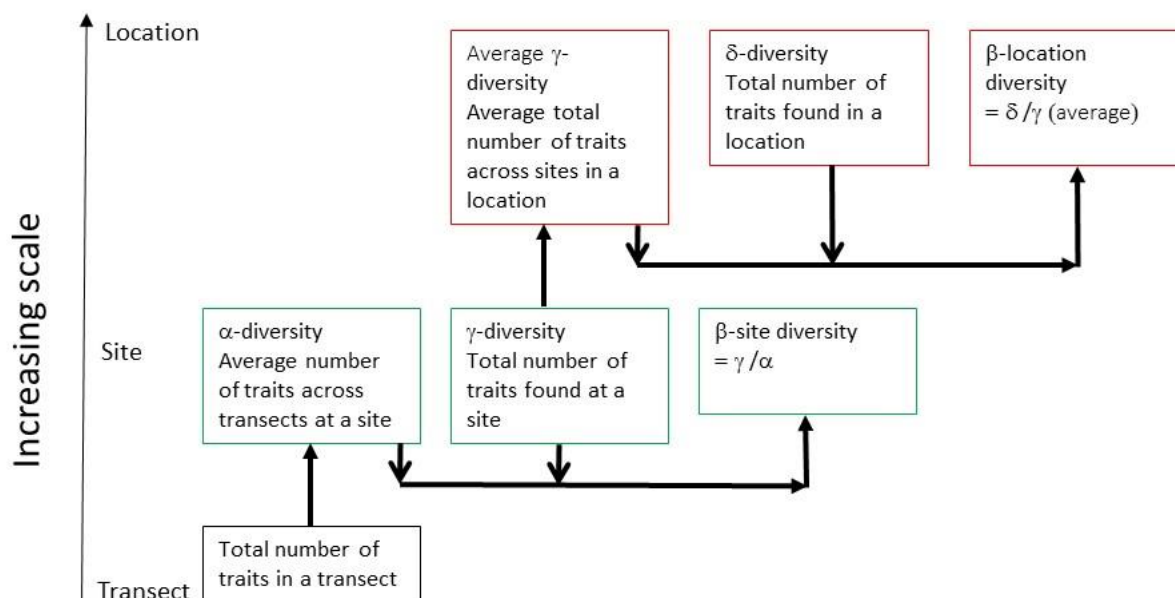 Location
Average γ-
diversity
Average total
number of traits
across sites in a
location
δ-diversity
Total number of
traits found in a
location
β-location
diversity
= δ/γ (average)
Increasing scale
Site
α-diversity
Average number
of traits across
transects at a site
γ-diversity
Total number of
traits found at a
site
β-site diversity
= γ/α
Transect
Total number of
traits in a transect